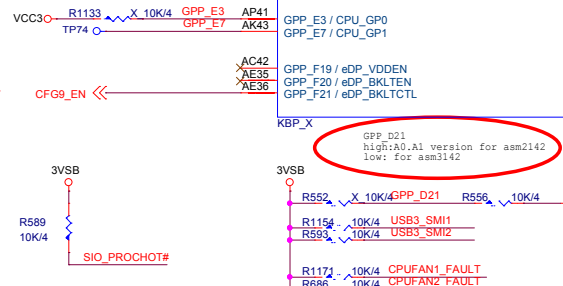 VCC3 R1133 X_10K/4 GPP_E3 AP41 GPP_E3 / CPU_GP0
TP74 GPP_E7 AK43 GPP_E7 / CPU_GP1
AC42 GPP_F19 / eDP_VDDEN
AE35 GPP_F20 / eDP_BKLTEN
CFG9_EN AE36 GPP_F21 / eDP_BKLTCTL
KBP_X
GPP_D21
high:A0.A1 version for asm2142
low: for asm3142
3VSB 3VSB
R552 X_10K/4 GPP_D21 R556 10K/4
R589 R1154 10K/4 USB3_SMI1
10K/4 R593 10K/4 USB3_SMI2
SIO_PROCHOT#
R1171 10K/4 CPUFAN1_FAULT
R686 10K/4 CPUFAN2_FAULT